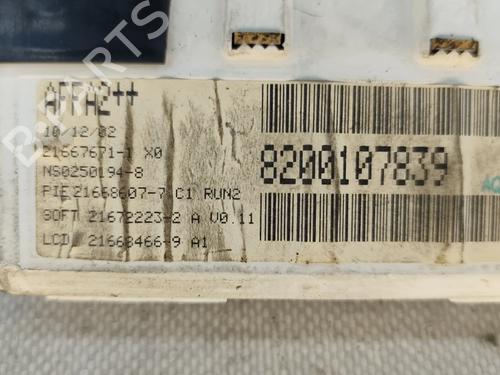 AFFA2++
10/12/02
21667671-1 X0
NS0250194-8
PIE 21668607-7 C1 RUN2
SOFT 21672223-2 A V0.11
LCD 21668466-9 A1
8200107839